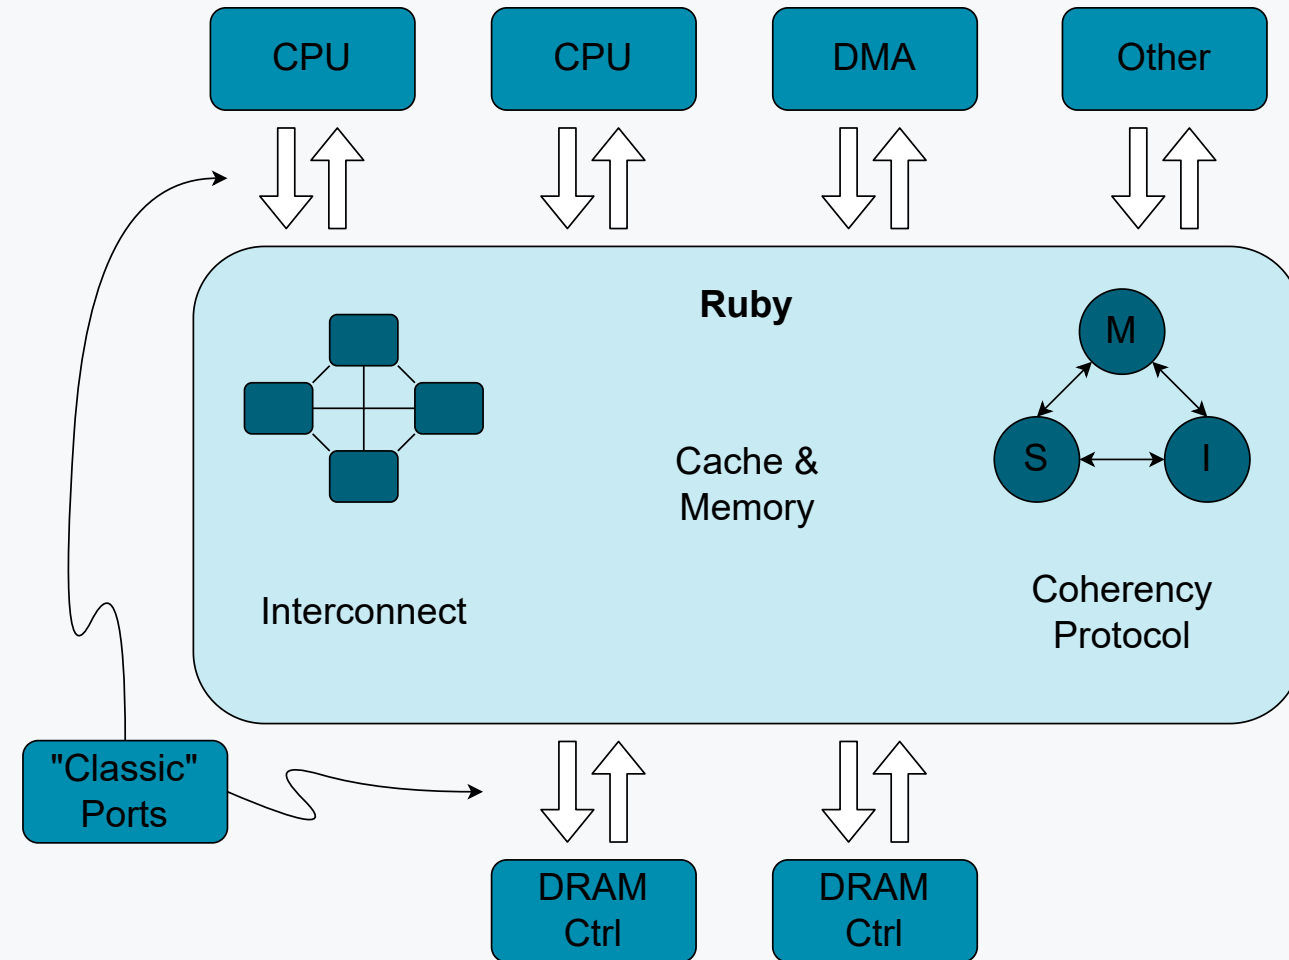 CPU
CPU
DMA
Other
Ruby
M
S
I
Cache &
Memory
Interconnect
Coherency
Protocol
"Classic"
Ports
DRAM
Ctrl
DRAM
Ctrl